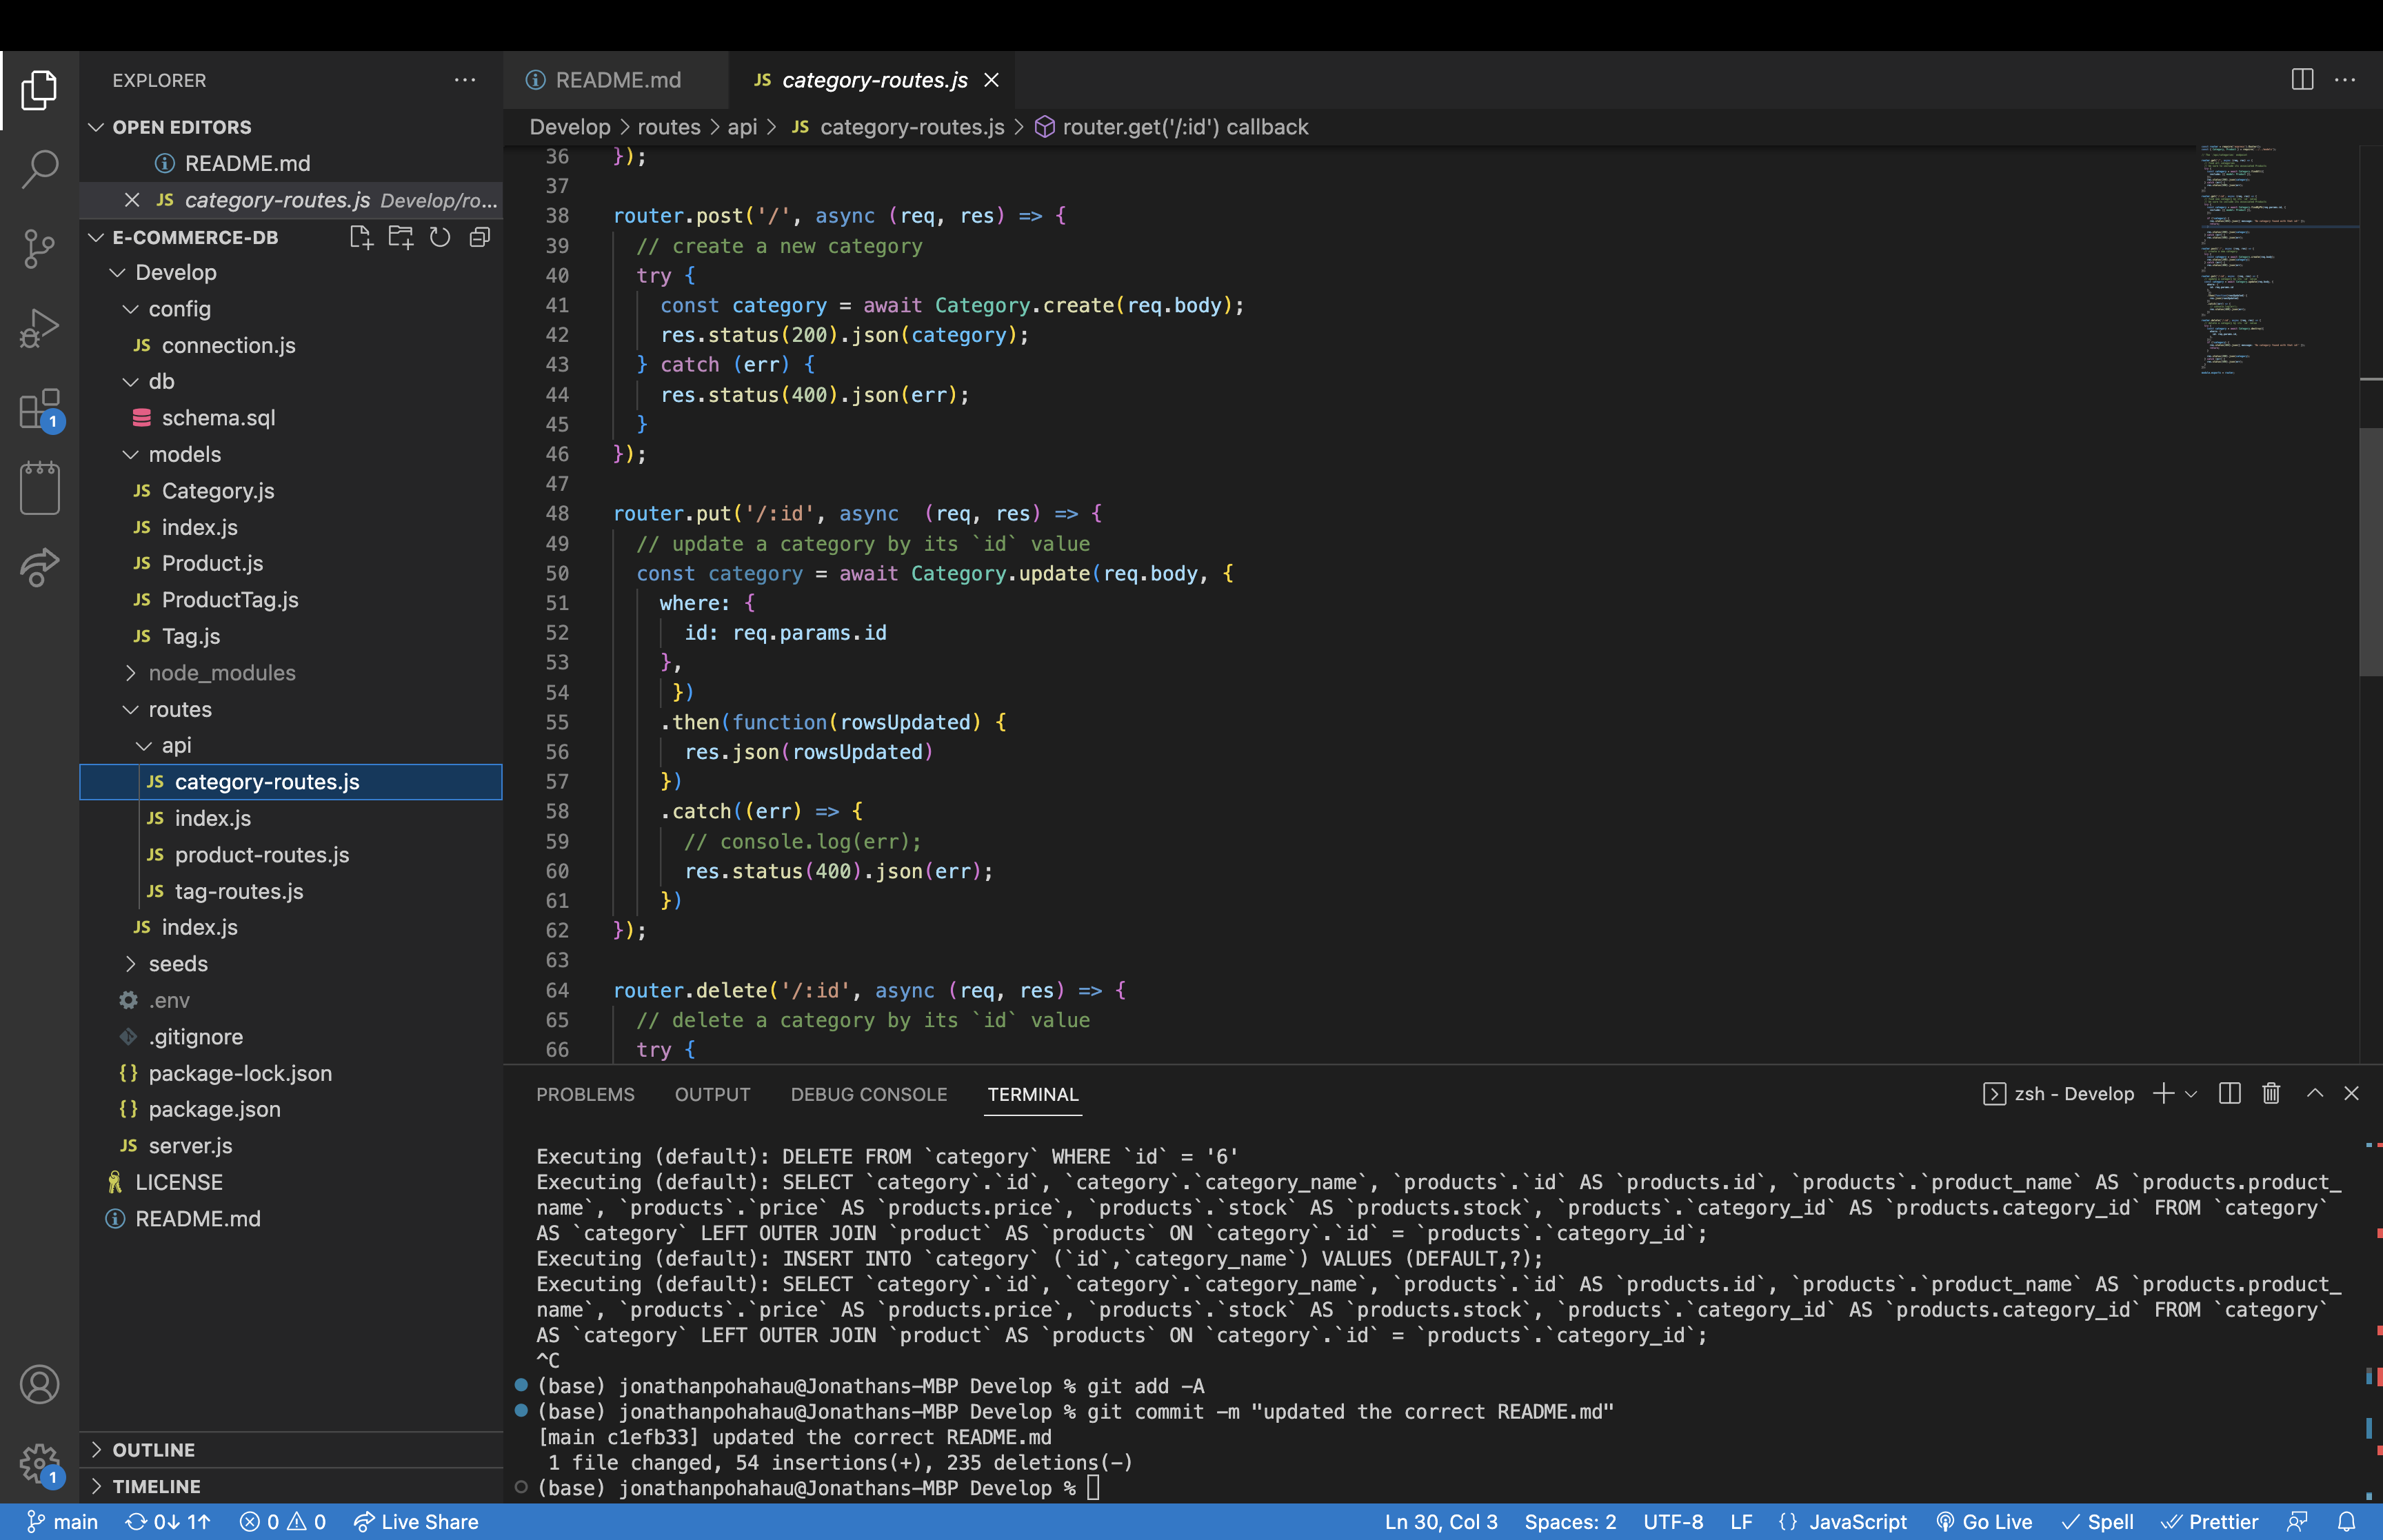 EXPLORER
OPEN EDITORS
README.md
JS category-routes.js Develop/ro...
E-COMMERCE-DB
Develop
config
JS connection.js
db
schema.sql
models
JS Category.js
JS index.js
JS Product.js
JS ProductTag.js
JS Tag.js
node_modules
routes
api
JS category-routes.js
JS index.js
JS product-routes.js
JS tag-routes.js
JS index.js
seeds
.env
.gitignore
{} package-lock.json
{} package.json
JS server.js
LICENSE
README.md
OUTLINE
TIMELINE
1
1
README.md JS category-routes.js
Develop > routes > api > JS category-routes.js > router.get('/:id') callback
36 });
37
38 router.post('/', async (req, res) => {
39 // create a new category
40 try {
41 const category = await Category.create(req.body);
42 res.status(200).json(category);
43 } catch (err) {
44 res.status(400).json(err);
45 }
46 });
47
48 router.put('/:id', async  (req, res) => {
49 // update a category by its `id` value
50 const category = await Category.update(req.body, {
51 where: {
52 id: req.params.id
53 },
54 })
55 .then(function(rowsUpdated) {
56 res.json(rowsUpdated)
57 })
58 .catch((err) => {
59 // console.log(err);
60 res.status(400).json(err);
61 })
62 });
63
64 router.delete('/:id', async (req, res) => {
65 // delete a category by its `id` value
66 try {
PROBLEMS OUTPUT DEBUG CONSOLE TERMINAL zsh - Develop
Executing (default): DELETE FROM `category` WHERE `id` = '6'
Executing (default): SELECT `category`.`id`, `category`.`category_name`, `products`.`id` AS `products.id`, `products`.`product_name` AS `products.product_
name`, `products`.`price` AS `products.price`, `products`.`stock` AS `products.stock`, `products`.`category_id` AS `products.category_id` FROM `category`
AS `category` LEFT OUTER JOIN `product` AS `products` ON `category`.`id` = `products`.`category_id`;
Executing (default): INSERT INTO `category` (`id`,`category_name`) VALUES (DEFAULT,?);
Executing (default): SELECT `category`.`id`, `category`.`category_name`, `products`.`id` AS `products.id`, `products`.`product_name` AS `products.product_
name`, `products`.`price` AS `products.price`, `products`.`stock` AS `products.stock`, `products`.`category_id` AS `products.category_id` FROM `category`
AS `category` LEFT OUTER JOIN `product` AS `products` ON `category`.`id` = `products`.`category_id`;
^C
(base) jonathanpohahau@Jonathans-MBP Develop % git add -A
(base) jonathanpohahau@Jonathans-MBP Develop % git commit -m "updated the correct README.md"
[main c1efb33] updated the correct README.md
1 file changed, 54 insertions(+), 235 deletions(-)
(base) jonathanpohahau@Jonathans-MBP Develop %
main 0↓ 1↑ 0 0 Live Share Ln 30, Col 3 Spaces: 2 UTF-8 LF {} JavaScript Go Live Spell Prettier